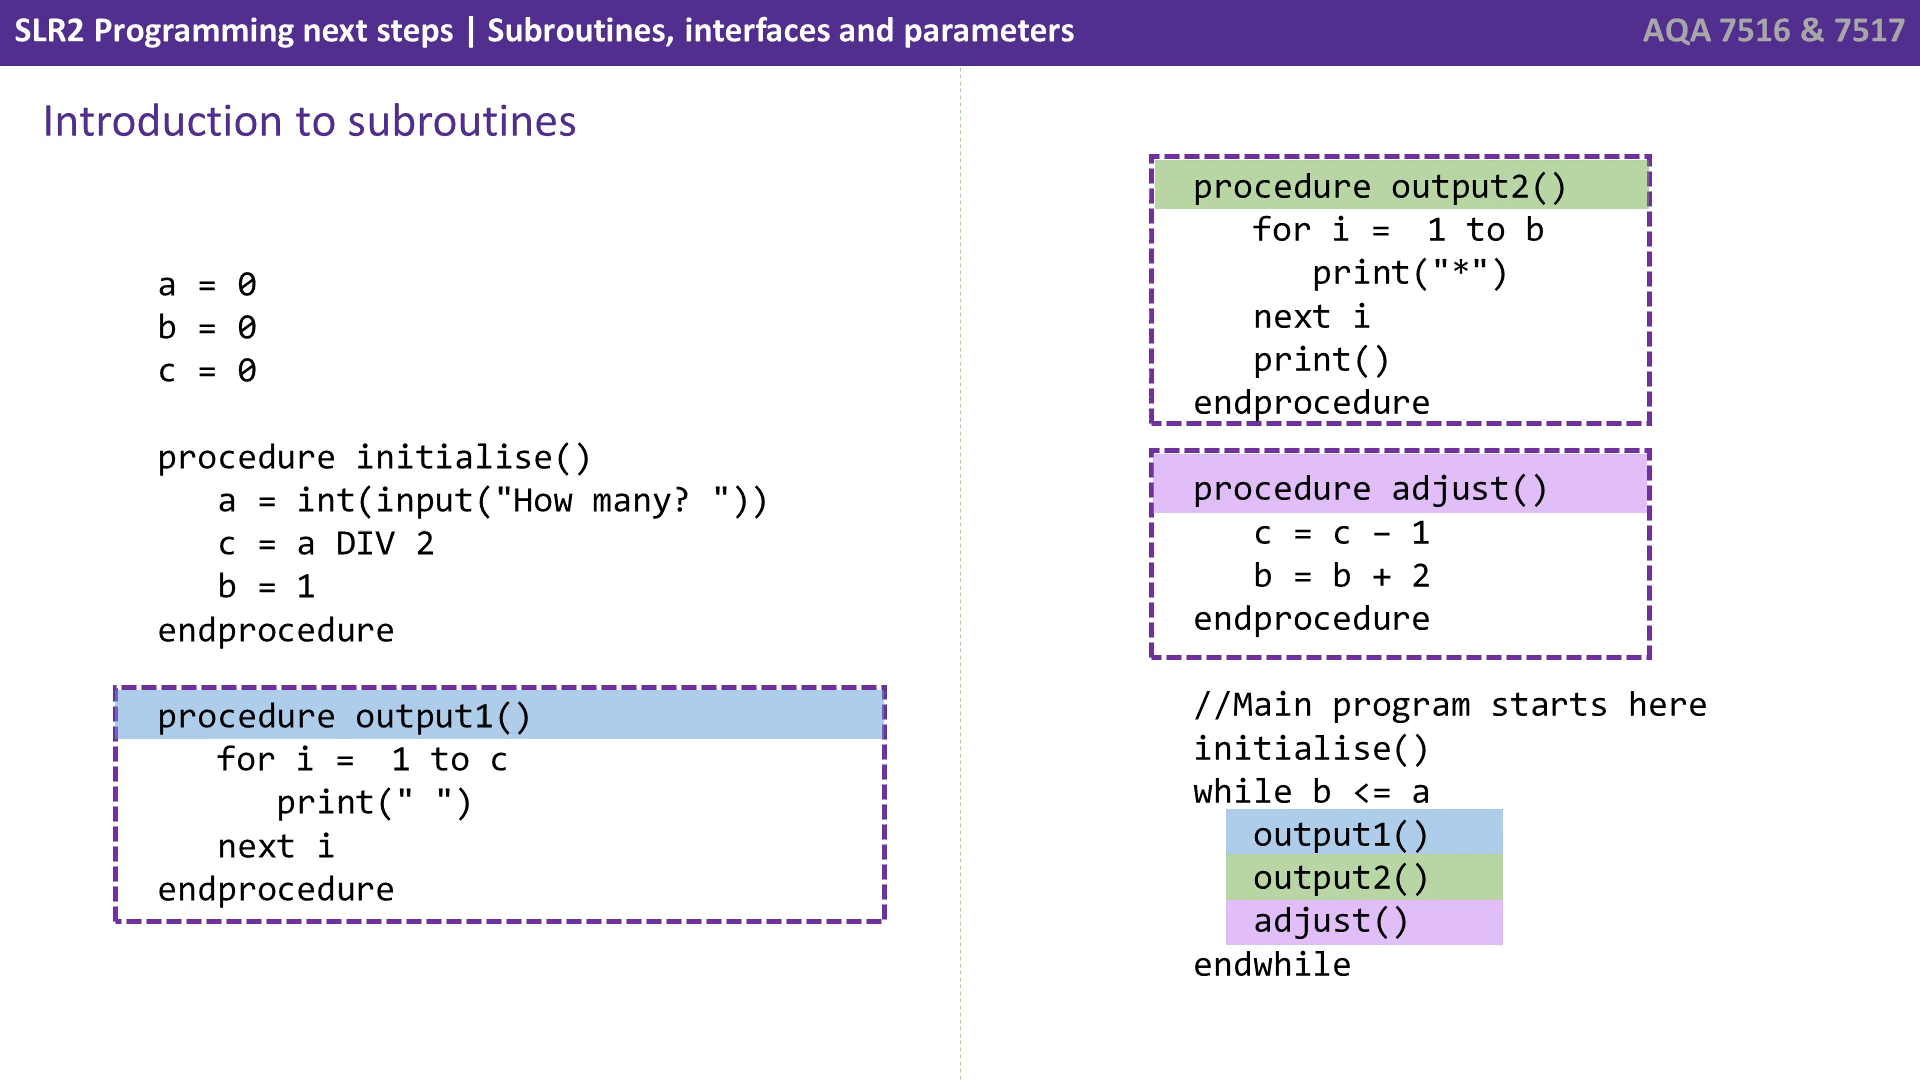 SLR2 Programming next steps | Subroutines, interfaces and parameters
AQA 7516 & 7517
Introduction to subroutines
a = 0
b = 0
c = 0
procedure initialise()
   a = int(input("How many? "))
   c = a DIV 2
   b = 1
endprocedure
procedure output1()
   for i =  1 to c
      print(" ")
   next i
endprocedure
procedure output2()
   for i =  1 to b
      print("*")
   next i
   print()
endprocedure
procedure adjust()
   c = c – 1
   b = b + 2
endprocedure
//Main program starts here
initialise()
while b <= a
   output1()
   output2()
   adjust()
endwhile